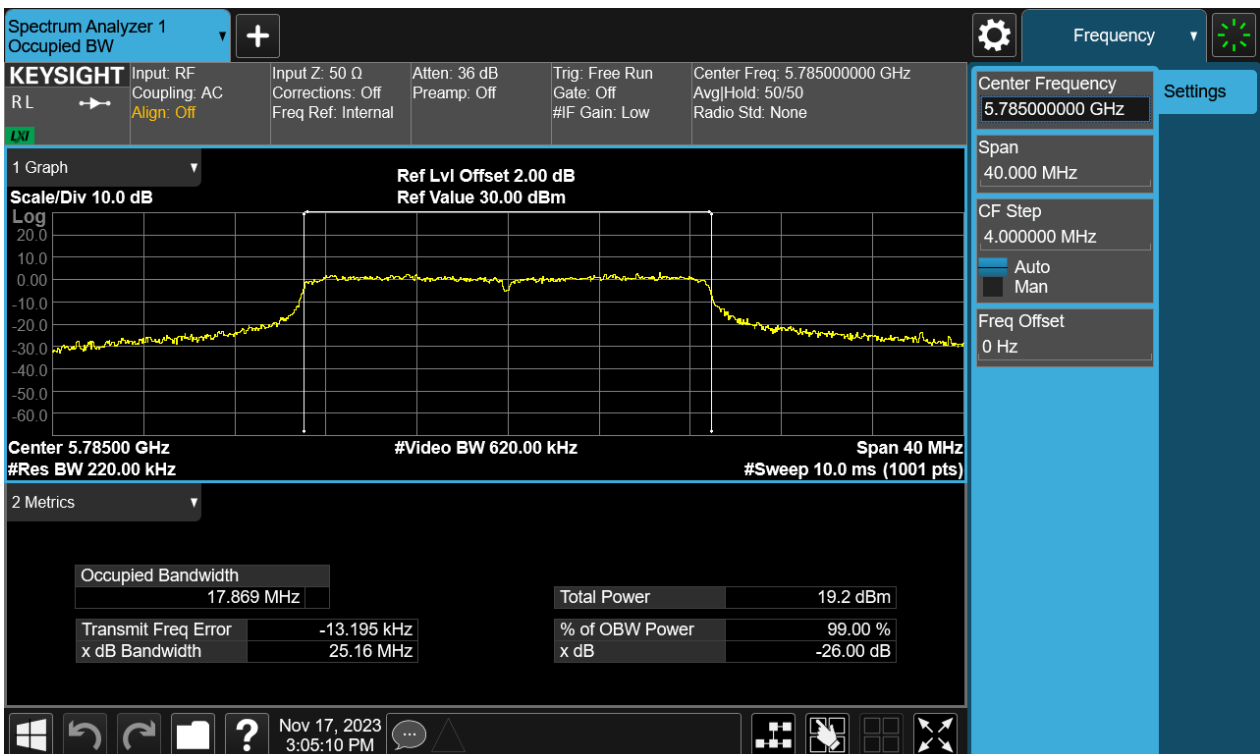 Spectrum Analyzer 1
Occupied BW
Frequency
KEYSIGHT
RL
LXI
Input: RF
Coupling: AC
Align: Off
Input Z: 50 Ω
Corrections: Off
Freq Ref: Internal
Atten: 36 dB
Preamp: Off
Trig: Free Run
Gate: Off
#IF Gain: Low
Center Freq: 5.785000000 GHz
Avg|Hold: 50/50
Radio Std: None
Center Frequency
5.785000000 GHz
Settings
Span
40.000 MHz
CF Step
4.000000 MHz
Auto
Man
Freq Offset
0 Hz
1 Graph
Ref Lvl Offset 2.00 dB
Scale/Div 10.0 dB
Ref Value 30.00 dBm
Log
20.0
10.0
0.00
-10.0
-20.0
-30.0
-40.0
-50.0
-60.0
Center 5.78500 GHz
#Video BW 620.00 kHz
Span 40 MHz
#Res BW 220.00 kHz
#Sweep 10.0 ms (1001 pts)
2 Metrics
Occupied Bandwidth
17.869 MHz
Total Power 19.2 dBm
Transmit Freq Error -13.195 kHz
% of OBW Power 99.00 %
x dB Bandwidth 25.16 MHz
x dB -26.00 dB
?
Nov 17, 2023
3:05:10 PM